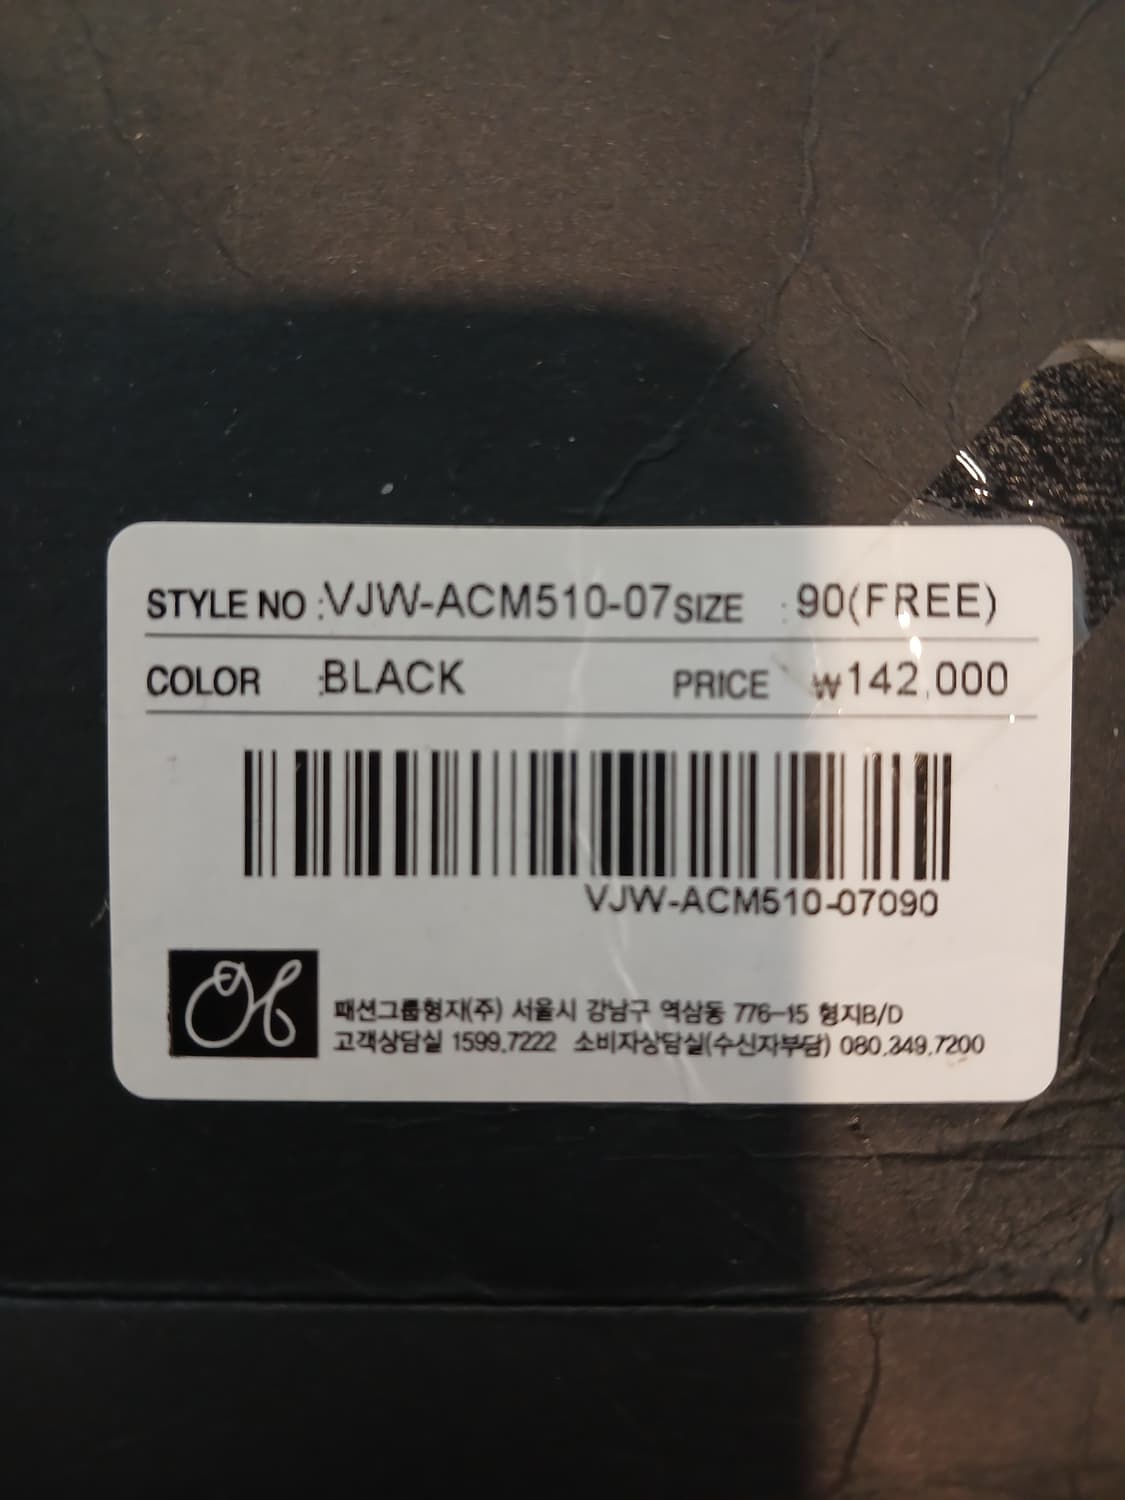 STYLE NO :VJW-ACM510-07 SIZE : 90(FREE)
COLOR :BLACK PRICE ₩142,000
VJW-ACM510-07090
패션그룹형지(주) 서울시 강남구 역삼동 776-15 형지B/D
고객상담실 1599.7222 소비자상담실(수신자부담) 080.349.7200